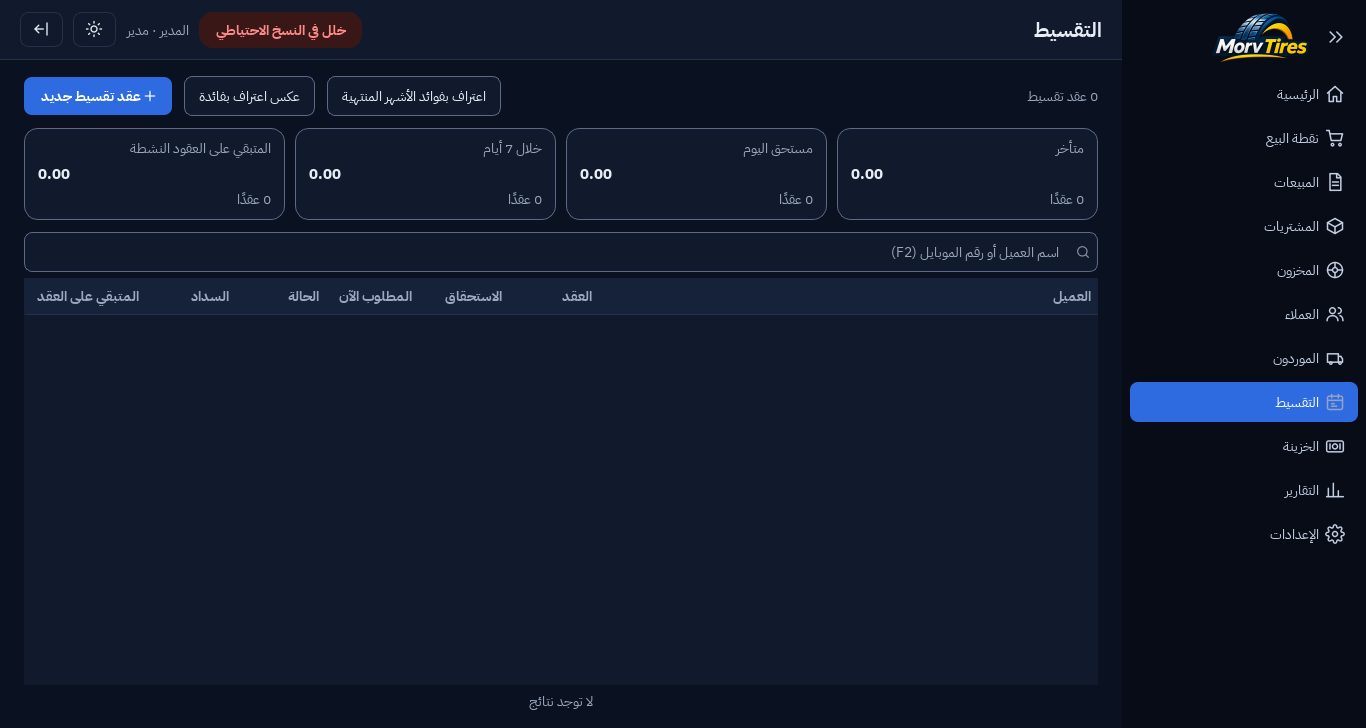 MorvTires
الرئيسية
نقطة البيع
المبيعات
المشتريات
المخزون
العملاء
الموردون
التقسيط
الخزينة
التقارير
الإعدادات
التقسيط
خلل في النسخ الاحتياطي
المدير · مدير
0 عقد تقسيط
اعتراف بفوائد الأشهر المنتهية
عكس اعتراف بفائدة
عقد تقسيط جديد
متأخر
0.00
0 عقدًا
مستحق اليوم
0.00
0 عقدًا
خلال 7 أيام
0.00
0 عقدًا
المتبقي على العقود النشطة
0.00
0 عقدًا
اسم العميل أو رقم الموبايل (F2)
العميل العقد الاستحقاق المطلوب الآن الحالة السداد المتبقي على العقد
لا توجد نتائج